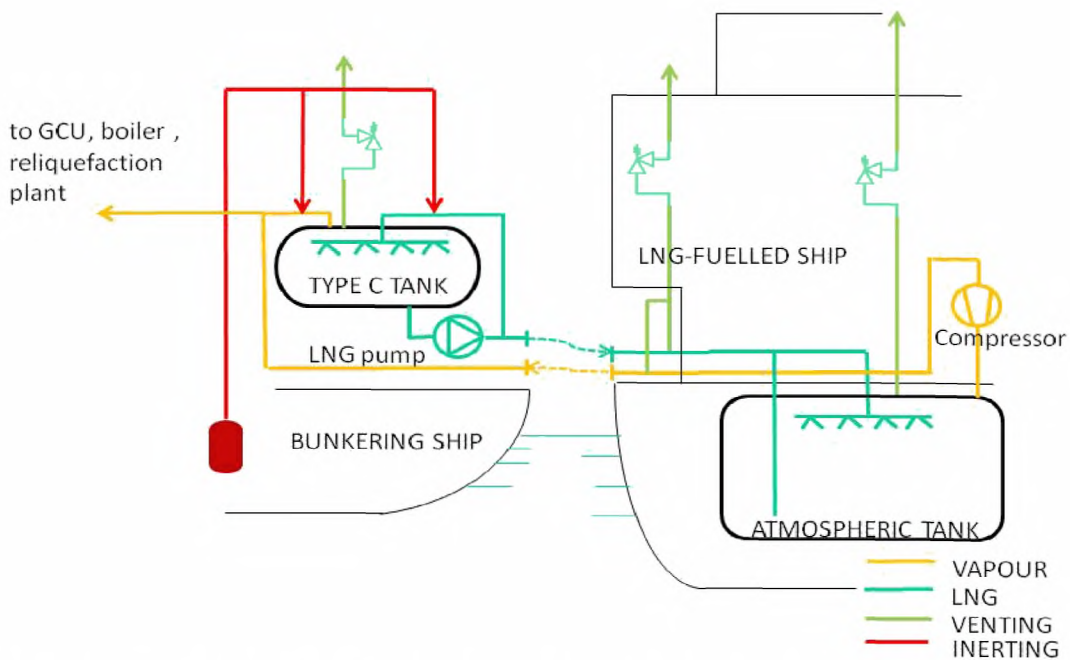 to GCU, boiler ,
reliquefaction
plant
TYPE C TANK
LNG pump
BUNKERING SHIP
LNG-FUELLED SHIP
Compressor
ATMOSPHERIC TANK
VAPOUR
LNG
VENTING
INERTING